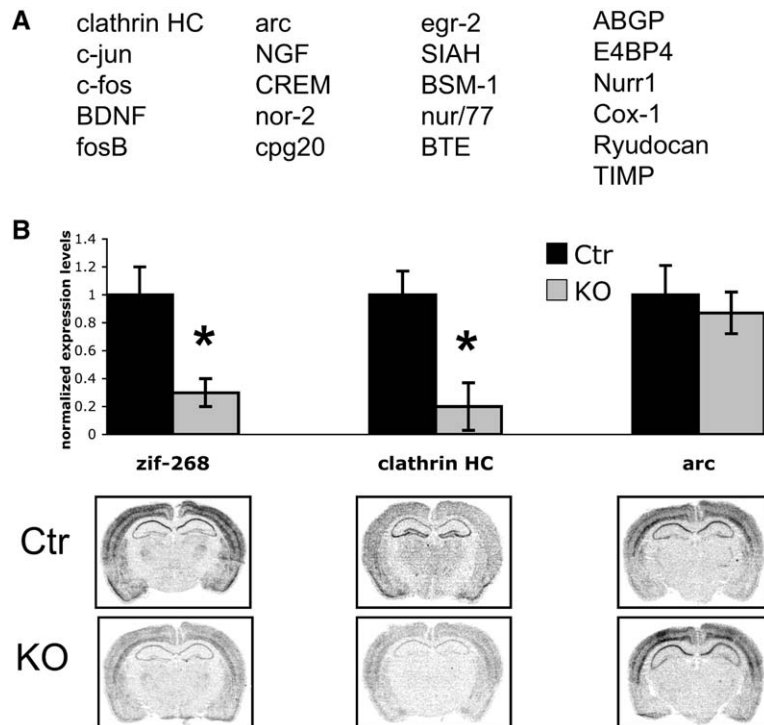 A
clathrin HC arc egr-2 ABGP
c-jun NGF SIAH E4BP4
c-fos CREM BSM-1 Nurr1
BDNF nor-2 nur/77 Cox-1
fosB cpg20 BTE Ryudocan
TIMP
B
normalized expression levels
1.4
1.2
1
0.8
0.6
0.4
0.2
0
* *
Ctr
KO
zif-268 clathrin HC arc
Ctr
KO